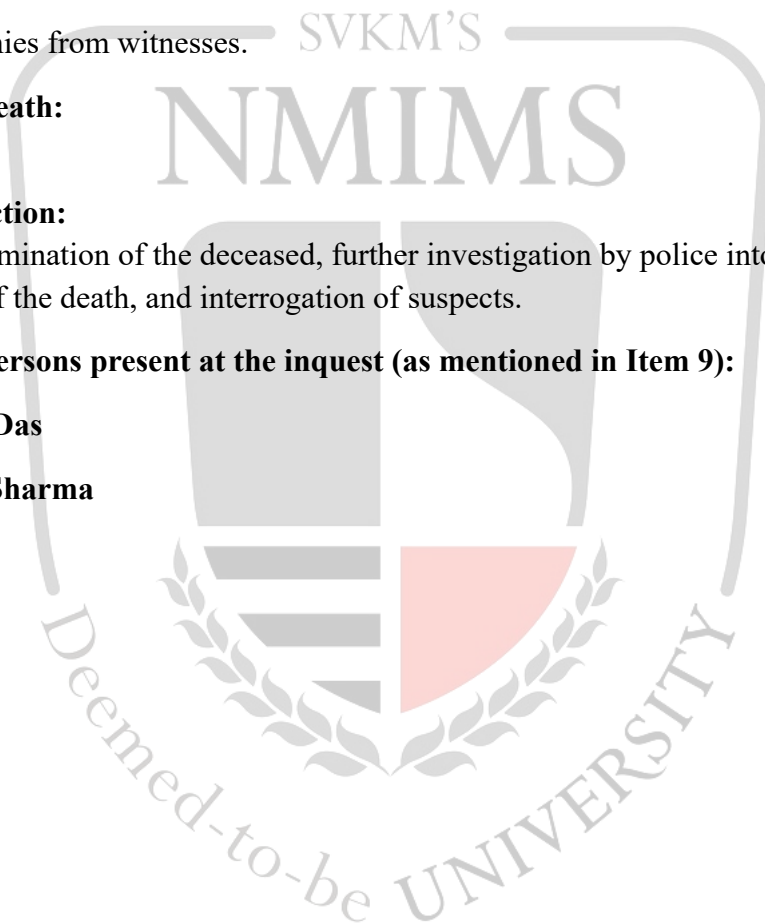 nies from witnesses.
SVKM'S
NMIMS
eath:
ction:
mination of the deceased, further investigation by police into
f the death, and interrogation of suspects.
ersons present at the inquest (as mentioned in Item 9):
Das
Sharma
Deemed-to-be UNIVERSITY